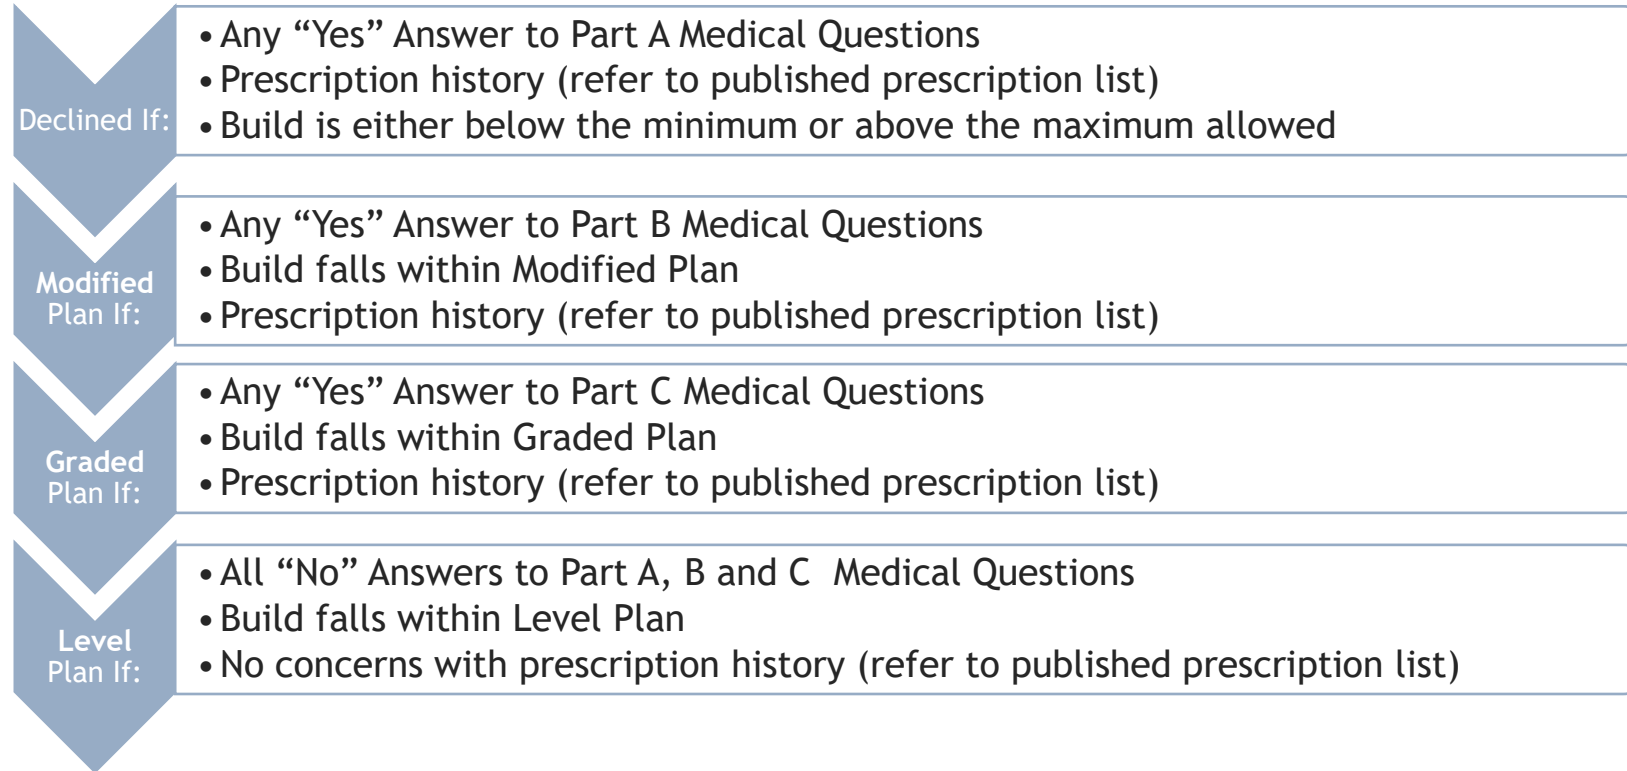 Declined If:
• Any “Yes” Answer to Part A Medical Questions
• Prescription history (refer to published prescription list)
• Build is either below the minimum or above the maximum allowed
Modified
Plan If:
• Any “Yes” Answer to Part B Medical Questions
• Build falls within Modified Plan
• Prescription history (refer to published prescription list)
Graded
Plan If:
• Any “Yes” Answer to Part C Medical Questions
• Build falls within Graded Plan
• Prescription history (refer to published prescription list)
Level
Plan If:
• All “No” Answers to Part A, B and C  Medical Questions
• Build falls within Level Plan
• No concerns with prescription history (refer to published prescription list)